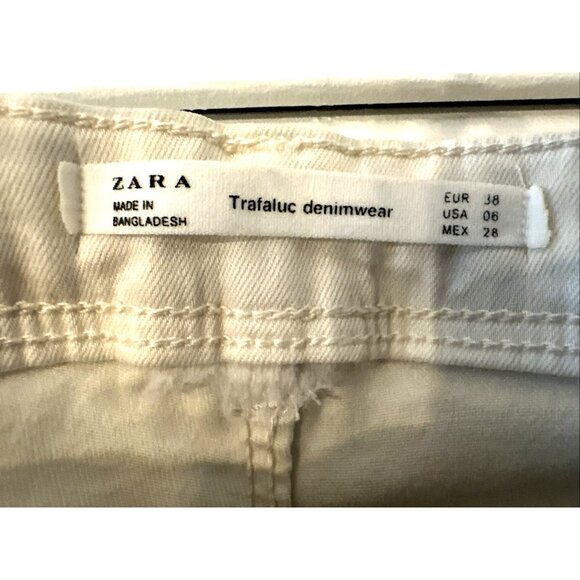 ZARA
MADE IN
BANGLADESH
Trafaluc denimwear
EUR 38
USA 06
MEX 28